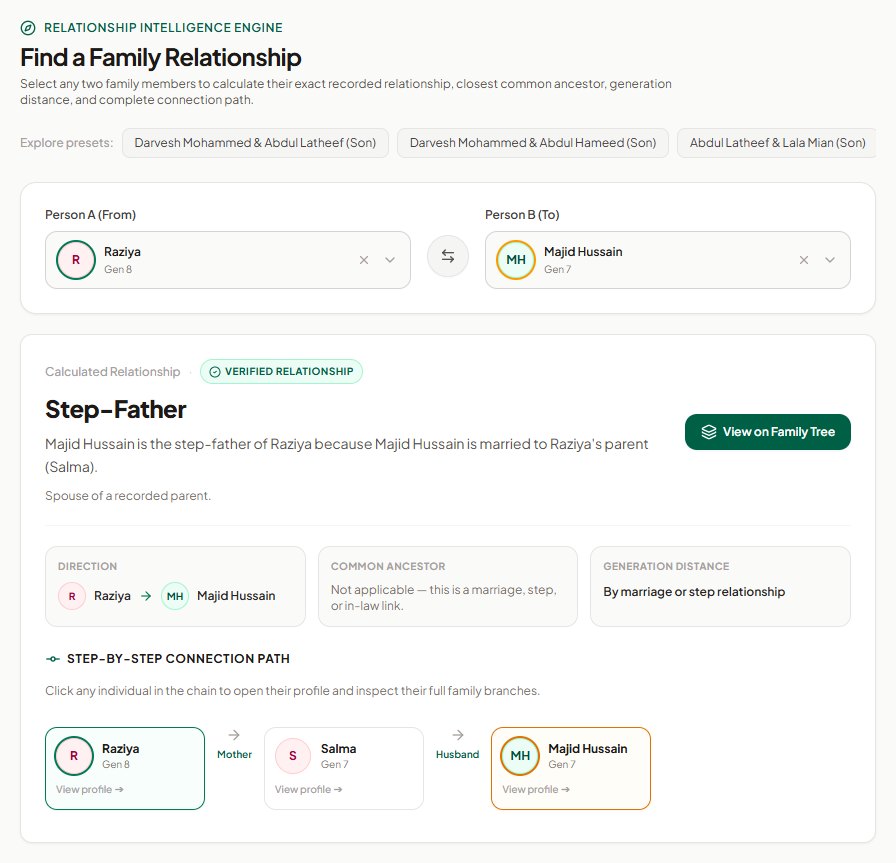 RELATIONSHIP INTELLIGENCE ENGINE
Find a Family Relationship
Select any two family members to calculate their exact recorded relationship, closest common ancestor, generation
distance, and complete connection path.
Explore presets:
Darvesh Mohammed & Abdul Latheef (Son)
Darvesh Mohammed & Abdul Hameed (Son)
Abdul Latheef & Lala Mian (Son)
Person A (From)
R
Raziya
Gen 8
Person B (To)
MH
Majid Hussain
Gen 7
Calculated Relationship ·
VERIFIED RELATIONSHIP
Step-Father
Majid Hussain is the step-father of Raziya because Majid Hussain is married to Raziya's parent
(Salma).
Spouse of a recorded parent.
View on Family Tree
DIRECTION
R Raziya → MH Majid Hussain
COMMON ANCESTOR
Not applicable — this is a marriage, step,
or in-law link.
GENERATION DISTANCE
By marriage or step relationship
STEP-BY-STEP CONNECTION PATH
Click any individual in the chain to open their profile and inspect their full family branches.
R
Raziya
Gen 8
View profile →
→
Mother
S
Salma
Gen 7
View profile →
→
Husband
MH
Majid Hussain
Gen 7
View profile →